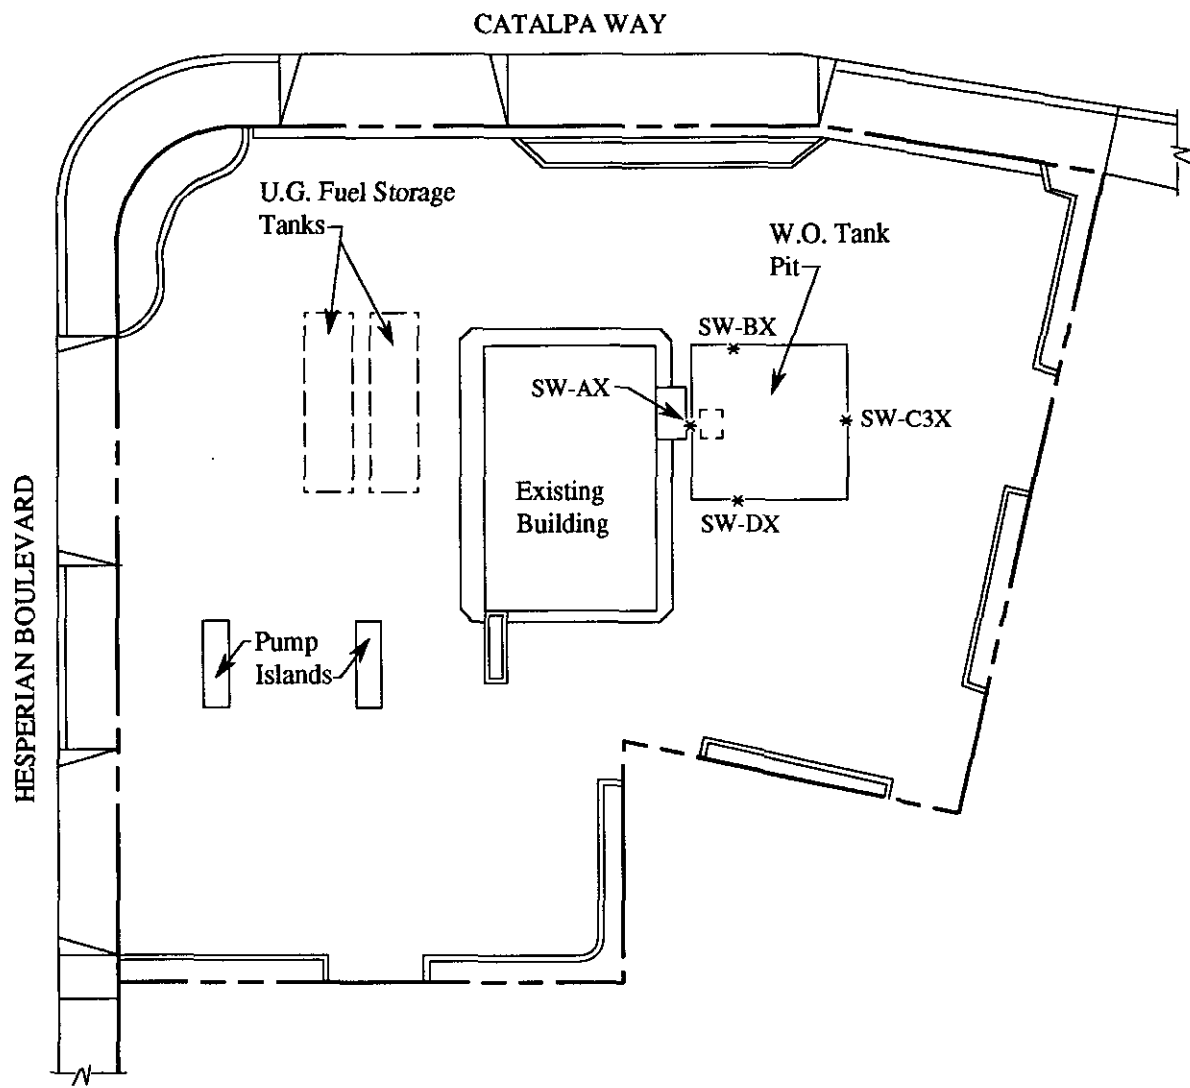 CATALPA WAY
U.G. Fuel Storage
Tanks
W.O. Tank
Pit
SW-BX
SW-AX
SW-C3X
Existing
Building
SW-DX
HESPERIAN BOULEVARD
Pump
Islands